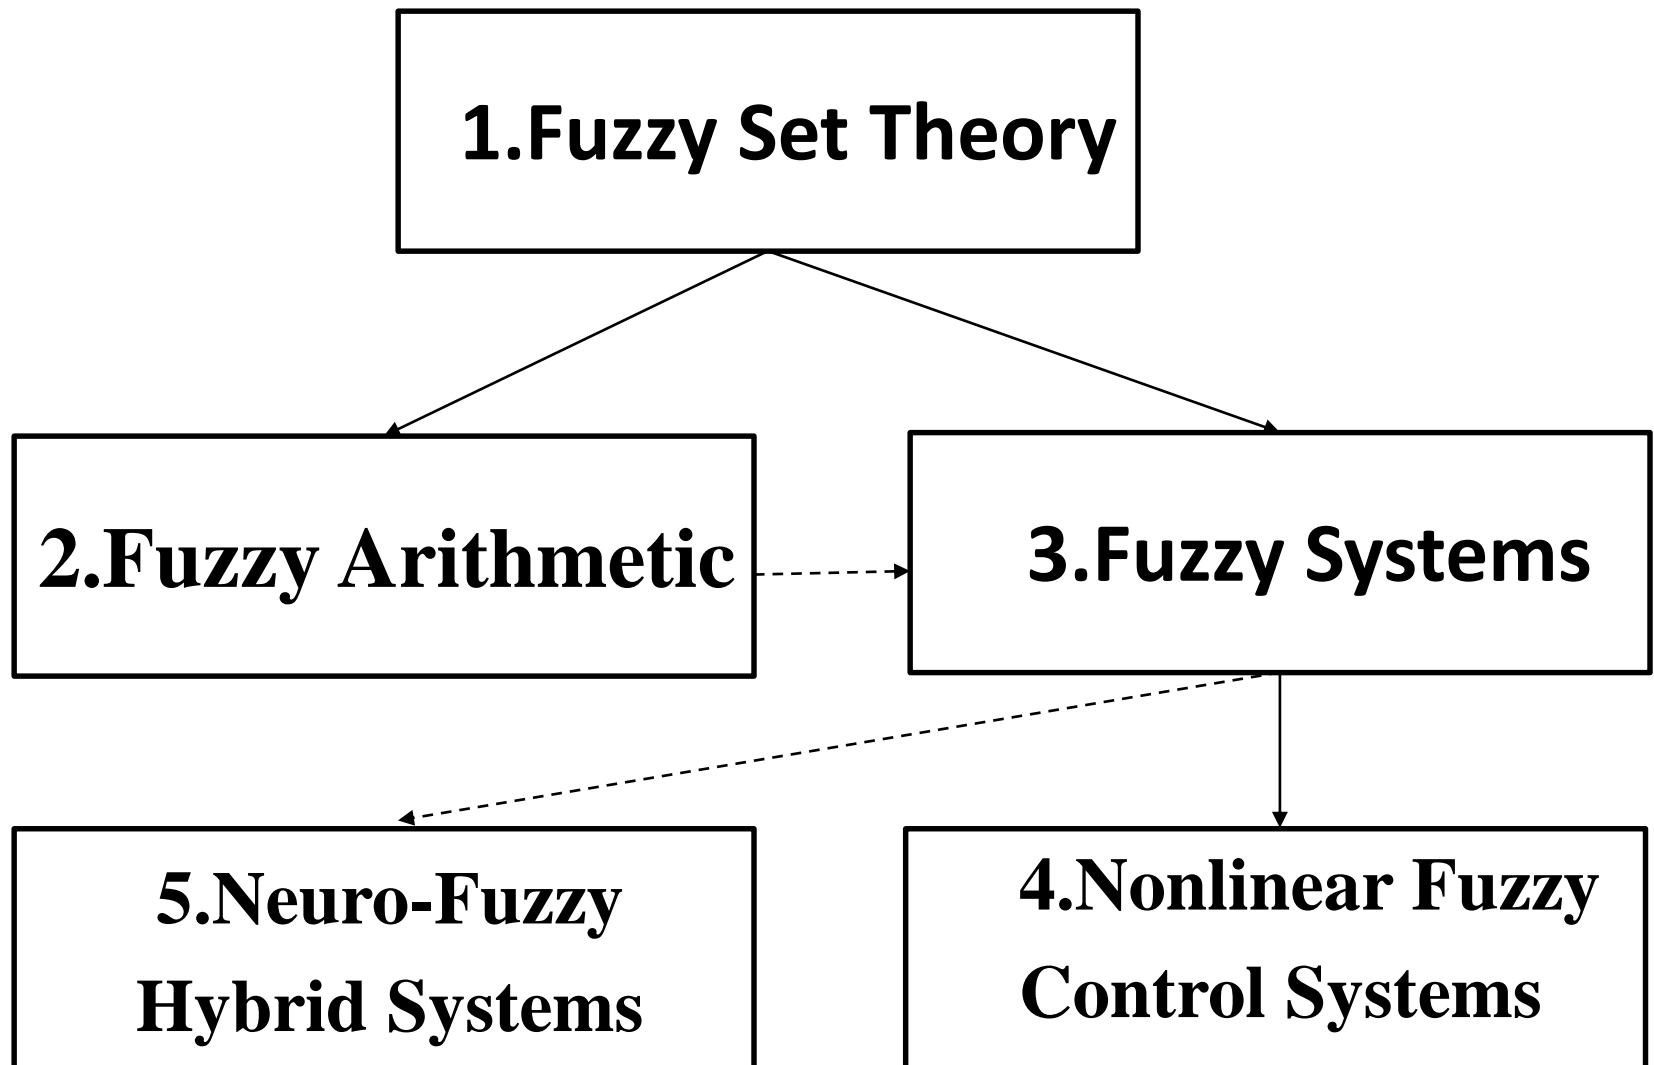 1.Fuzzy Set Theory
2.Fuzzy Arithmetic
3.Fuzzy Systems
5.Neuro-Fuzzy
Hybrid Systems
4.Nonlinear Fuzzy
Control Systems